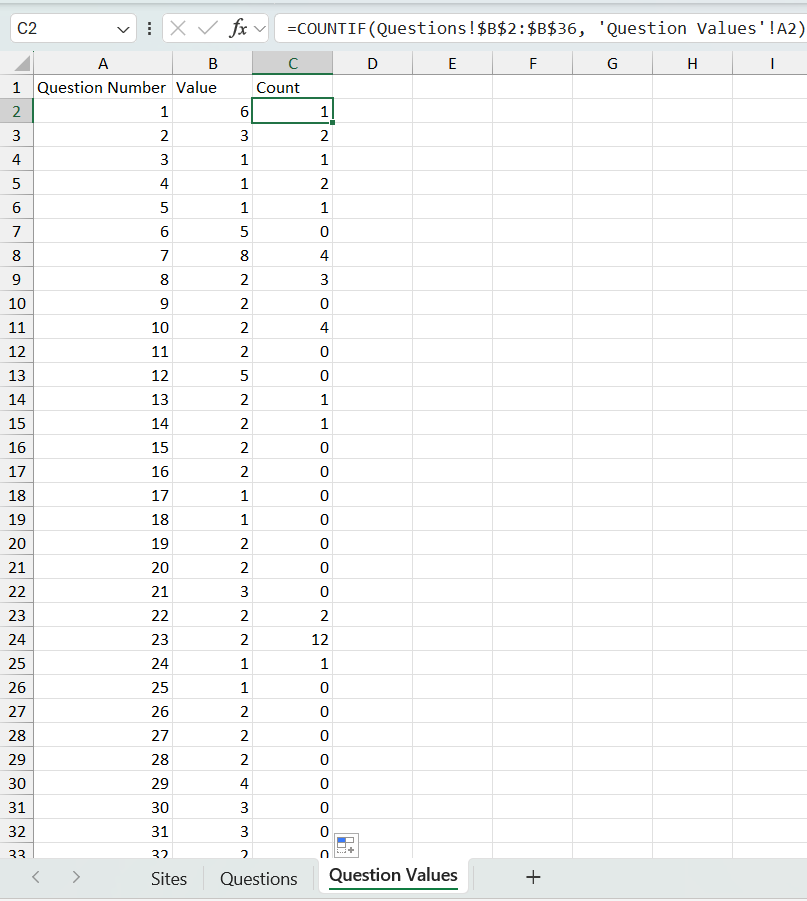 C2 fx =COUNTIF(Questions!$B$2:$B$36, 'Question Values'!A2)
A B C D E F G H I
1 Question Number Value Count
2 1 6 1
3 2 3 2
4 3 1 1
5 4 1 2
6 5 1 1
7 6 5 0
8 7 8 4
9 8 2 3
10 9 2 0
11 10 2 4
12 11 2 0
13 12 5 0
14 13 2 1
15 14 2 1
16 15 2 0
17 16 2 0
18 17 1 0
19 18 1 0
20 19 2 0
21 20 2 0
22 21 3 0
23 22 2 2
24 23 2 12
25 24 1 1
26 25 1 0
27 26 2 0
28 27 2 0
29 28 2 0
30 29 4 0
31 30 3 0
32 31 3 0
33 32 2 0
Sites Questions Question Values +